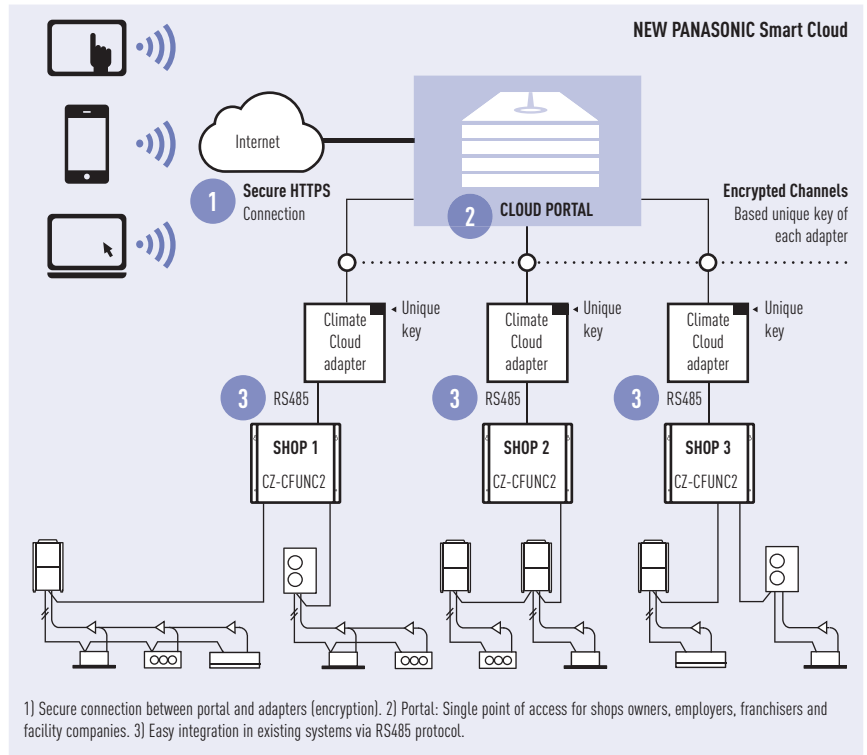 NEW PANASONIC Smart Cloud
Internet
1
Secure HTTPS
Connection
2
CLOUD PORTAL
Encrypted Channels
Based unique key of
each adapter
Climate
Cloud
adapter
◂ Unique
key
Climate
Cloud
adapter
◂ Unique
key
Climate
Cloud
adapter
◂ Unique
key
3
RS485
3
RS485
3
RS485
SHOP 1
CZ-CFUNC2
SHOP 2
CZ-CFUNC2
SHOP 3
CZ-CFUNC2
1) Secure connection between portal and adapters (encryption). 2) Portal: Single point of access for shops owners, employers, franchisers and
facility companies. 3) Easy integration in existing systems via RS485 protocol.